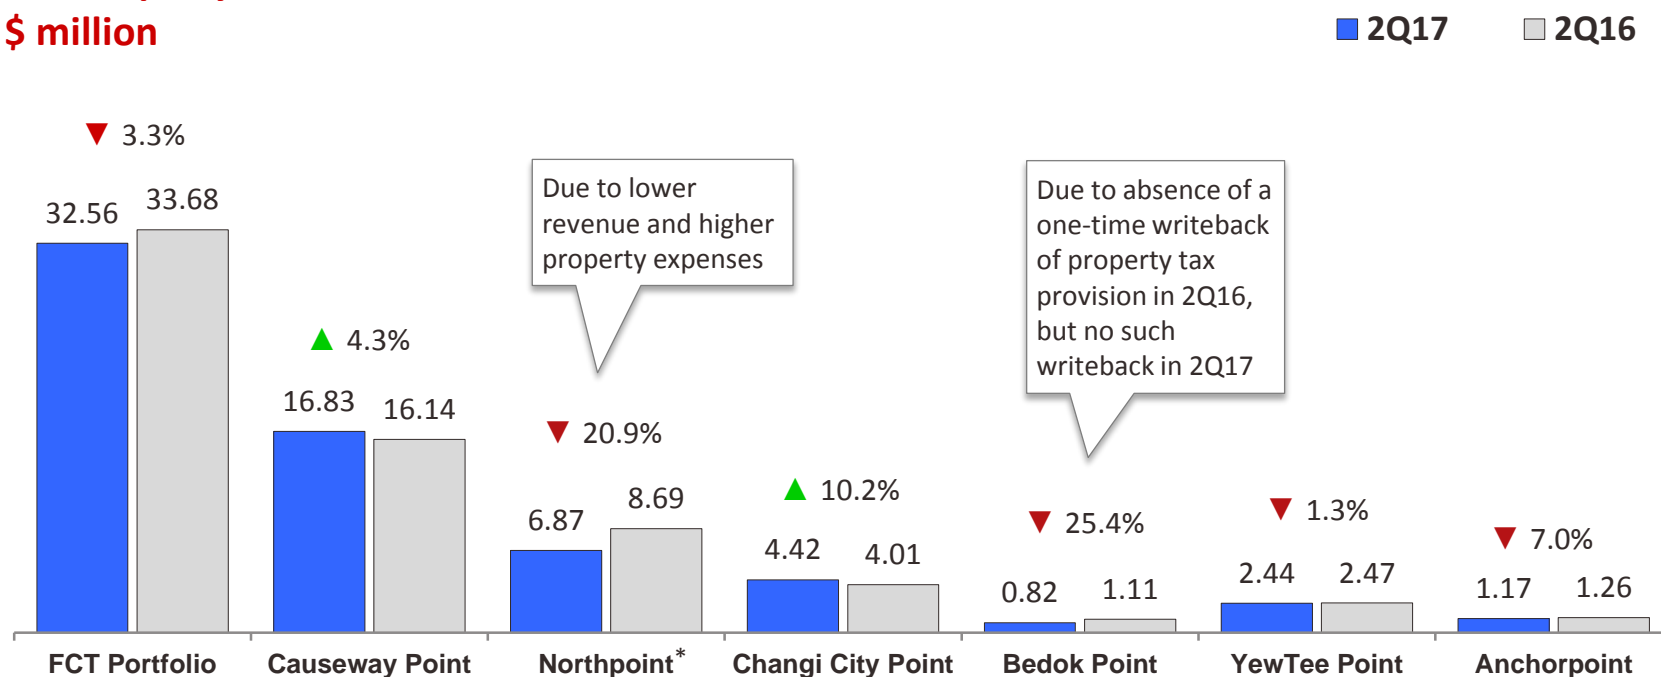 $ million
2Q17
2Q16
▼ 3.3%
32.56
33.68
▲ 4.3%
16.83
16.14
Due to lower
revenue and higher
property expenses
▼ 20.9%
6.87
8.69
▲ 10.2%
4.42
4.01
Due to absence of a
one-time writeback
of property tax
provision in 2Q16,
but no such
writeback in 2Q17
▼ 25.4%
0.82
1.11
▼ 1.3%
2.44
2.47
▼ 7.0%
1.17
1.26
FCT Portfolio
Causeway Point
Northpoint*
Changi City Point
Bedok Point
YewTee Point
Anchorpoint